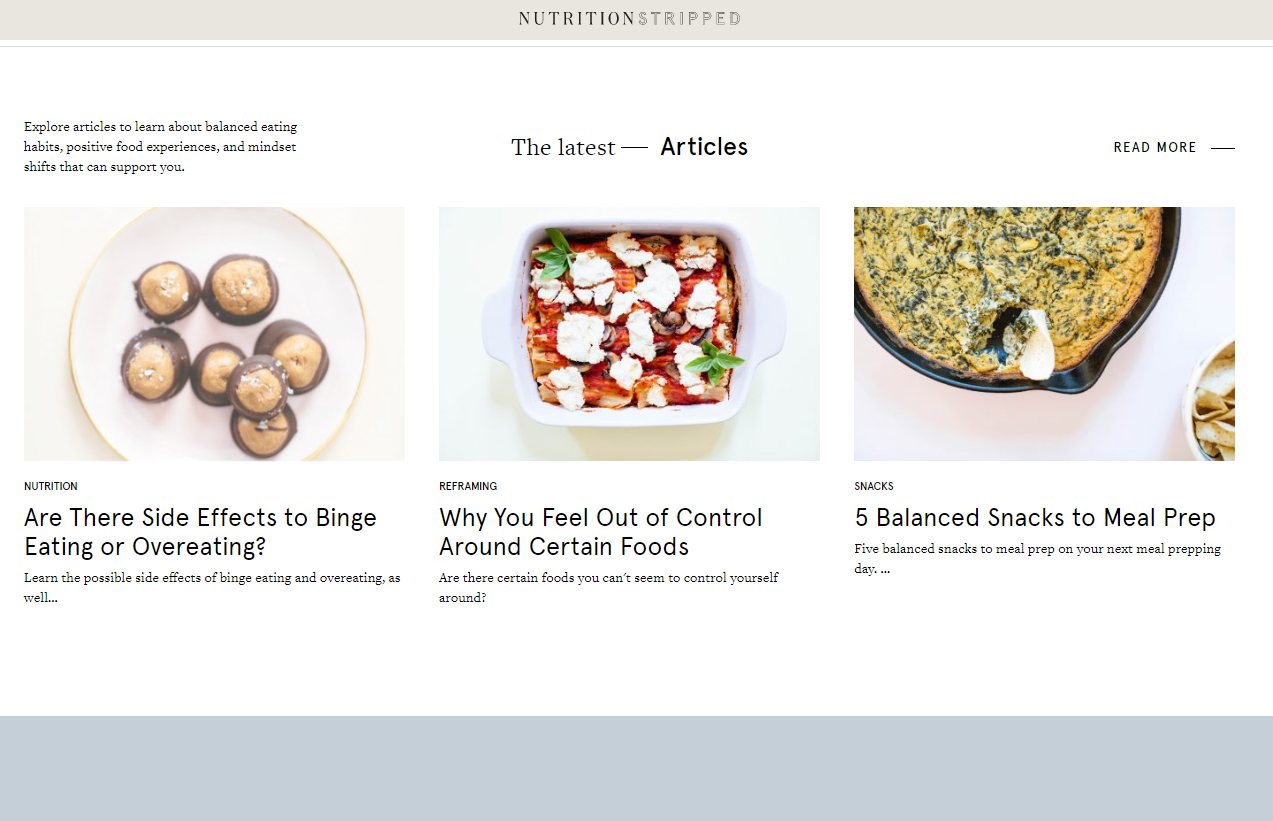 NUTRITIONSTRIPPED
Explore articles to learn about balanced eating
habits, positive food experiences, and mindset
shifts that can support you.
The latest — Articles
READ MORE
NUTRITION
Are There Side Effects to Binge
Eating or Overeating?
Learn the possible side effects of binge eating and overeating, as
well...
REFRAMING
Why You Feel Out of Control
Around Certain Foods
Are there certain foods you can't seem to control yourself
around?
SNACKS
5 Balanced Snacks to Meal Prep
Five balanced snacks to meal prep on your next meal prepping
day. ...